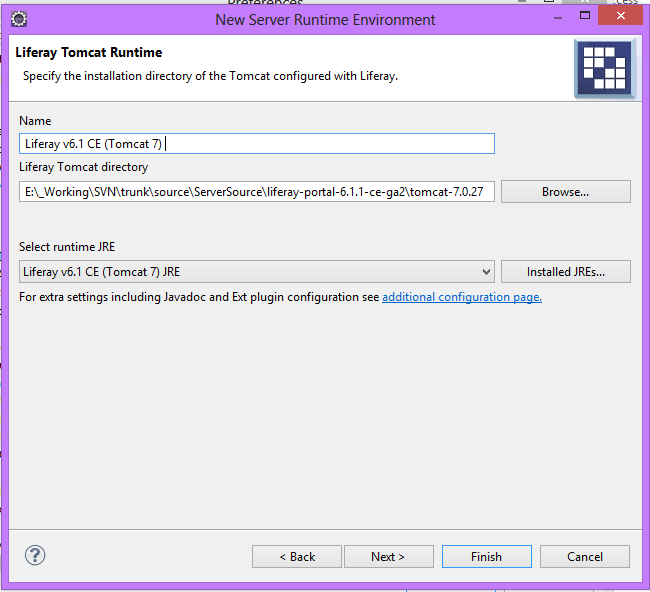 Preferences
New Server Runtime Environment
Liferay Tomcat Runtime
Specify the installation directory of the Tomcat configured with Liferay.
Name
Liferay v6.1 CE (Tomcat 7)
Liferay Tomcat directory
E:\_Working\SVN\trunk\source\ServerSource\liferay-portal-6.1.1-ce-ga2\tomcat-7.0.27
Browse...
Select runtime JRE
Liferay v6.1 CE (Tomcat 7) JRE
Installed JREs...
For extra settings including Javadoc and Ext plugin configuration see additional configuration page.
?
< Back
Next >
Finish
Cancel